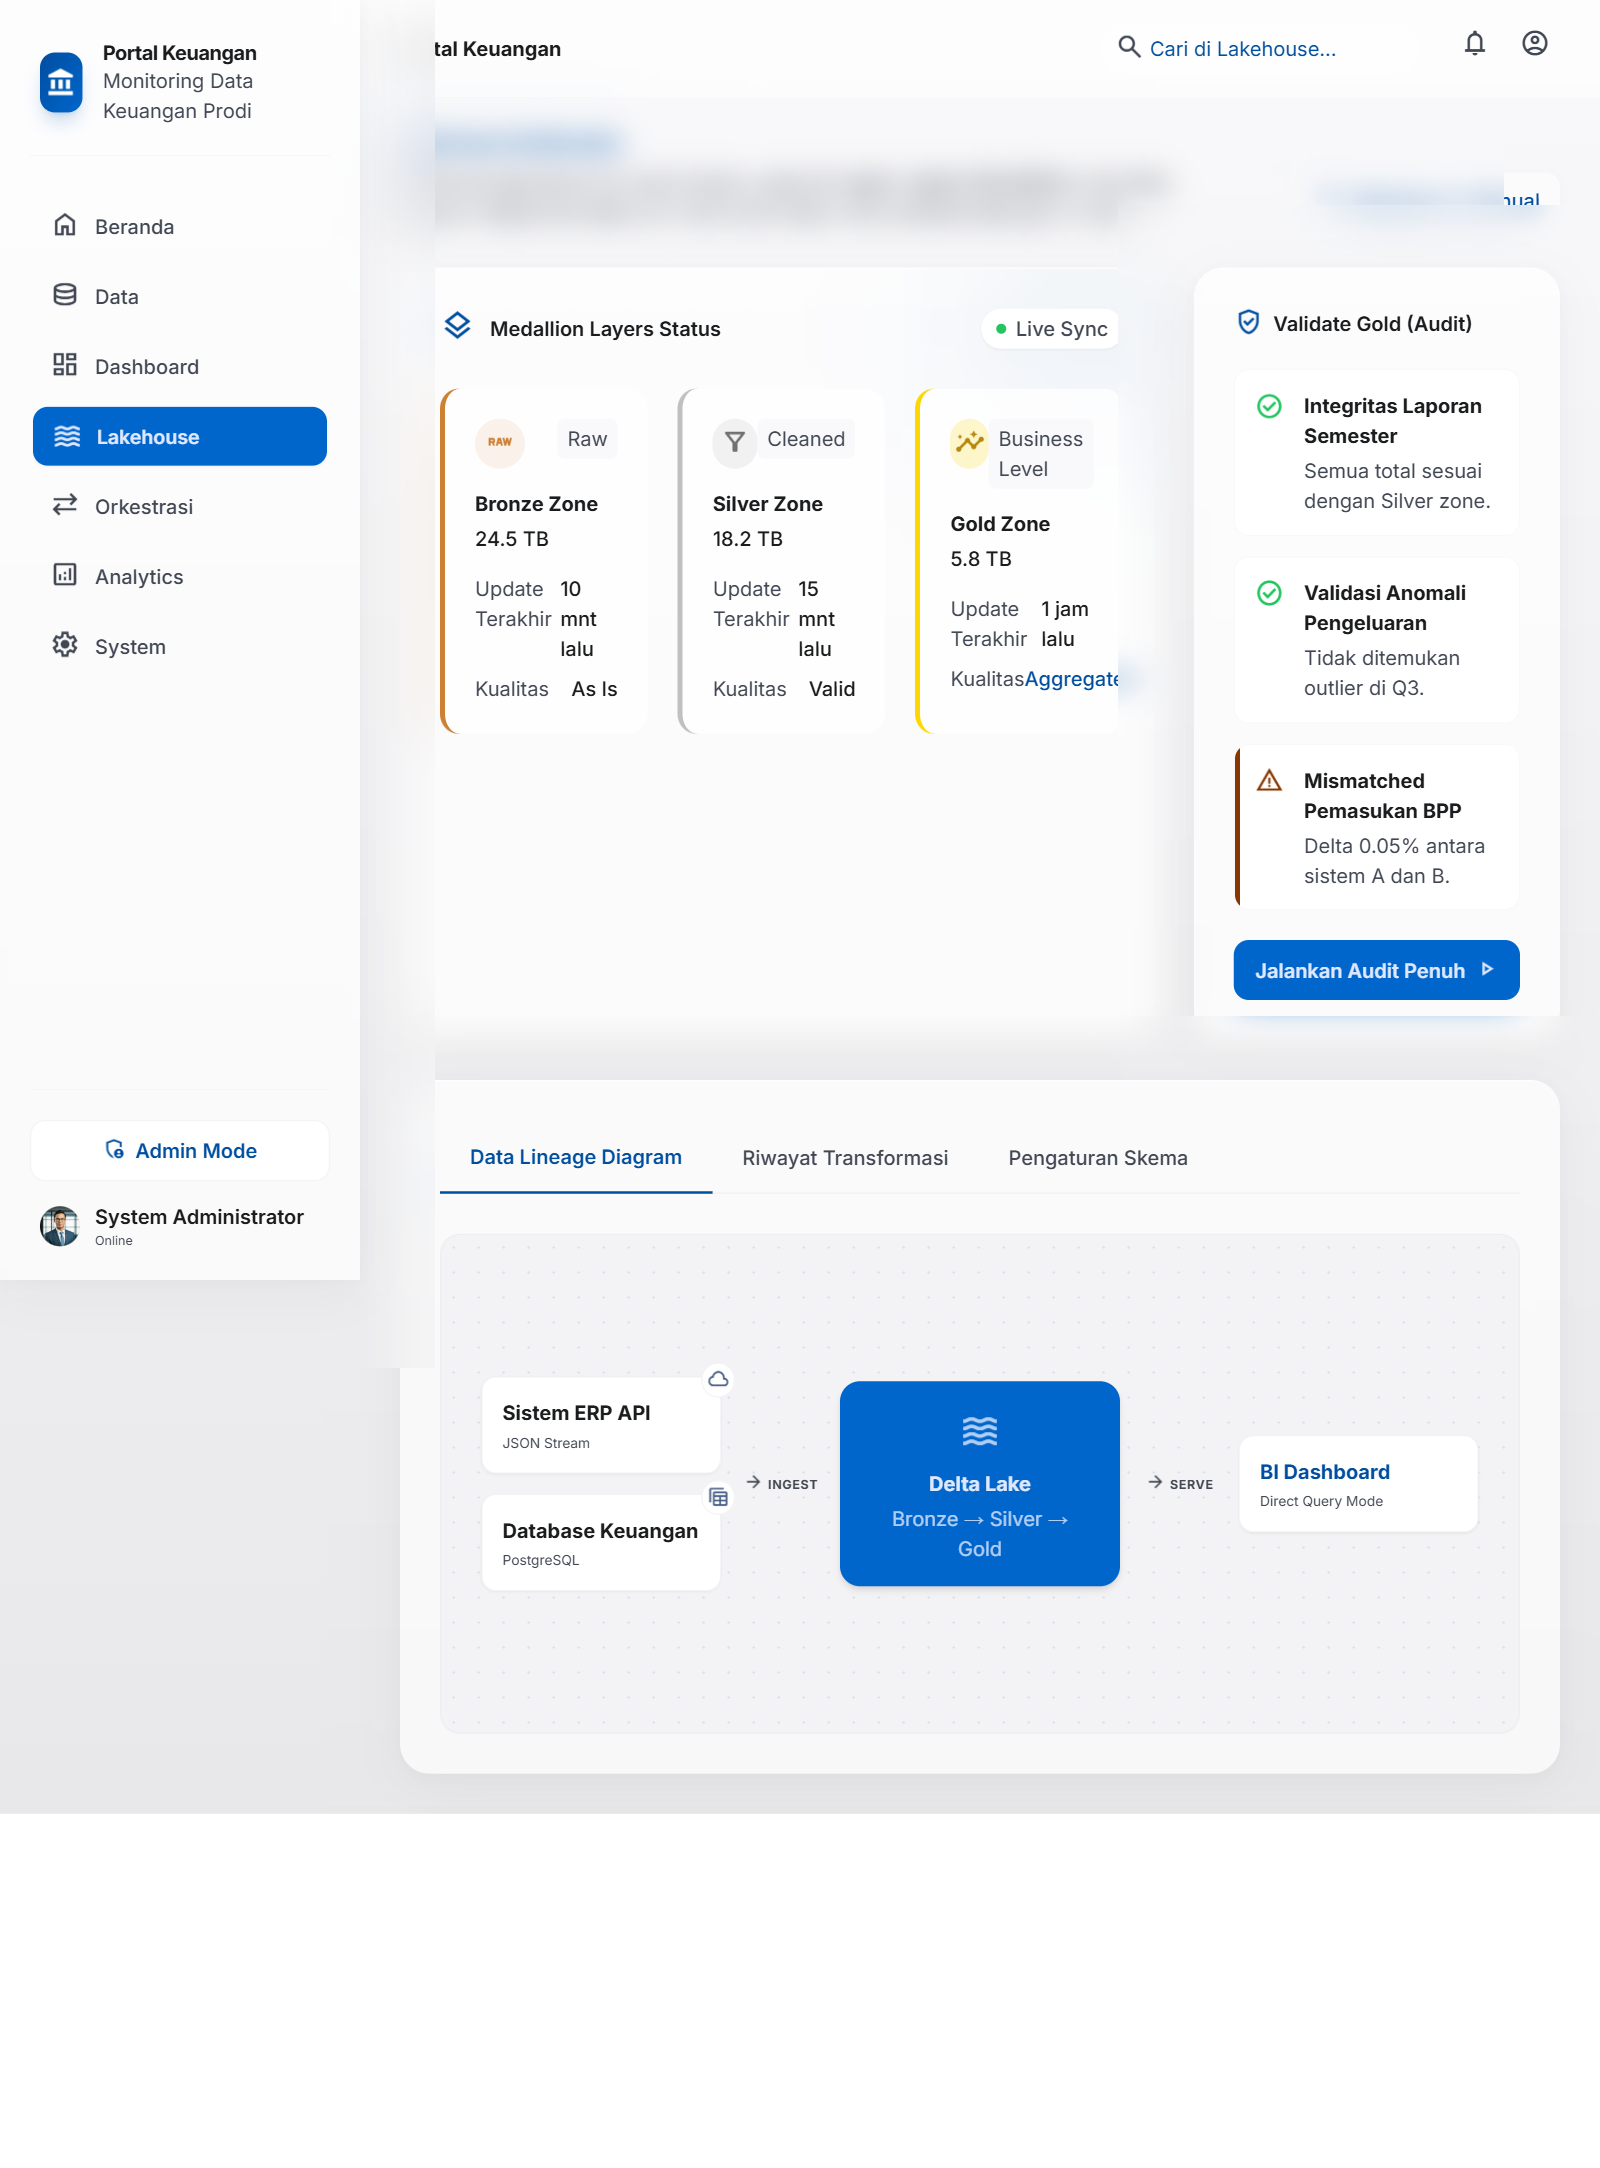 Portal Keuangan
Monitoring Data
Keuangan Prodi
Beranda
Data
Dashboard
Lakehouse
Orkestrasi
Analytics
System
Admin Mode
System Administrator
Online
tal Keuangan
Cari di Lakehouse...
nual
Medallion Layers Status
Live Sync
RAW
Raw
Bronze Zone
24.5 TB
Update Terakhir
10 mnt lalu
Kualitas
As Is
Cleaned
Silver Zone
18.2 TB
Update Terakhir
15 mnt lalu
Kualitas
Valid
Business
Level
Gold Zone
5.8 TB
Update Terakhir
1 jam lalu
Kualitas
Aggregate
Validate Gold (Audit)
Integritas Laporan
Semester
Semua total sesuai
dengan Silver zone.
Validasi Anomali
Pengeluaran
Tidak ditemukan
outlier di Q3.
Mismatched
Pemasukan BPP
Delta 0.05% antara
sistem A dan B.
Jalankan Audit Penuh
Data Lineage Diagram
Riwayat Transformasi
Pengaturan Skema
Sistem ERP API
JSON Stream
Database Keuangan
PostgreSQL
INGEST
Delta Lake
Bronze → Silver →
Gold
SERVE
BI Dashboard
Direct Query Mode